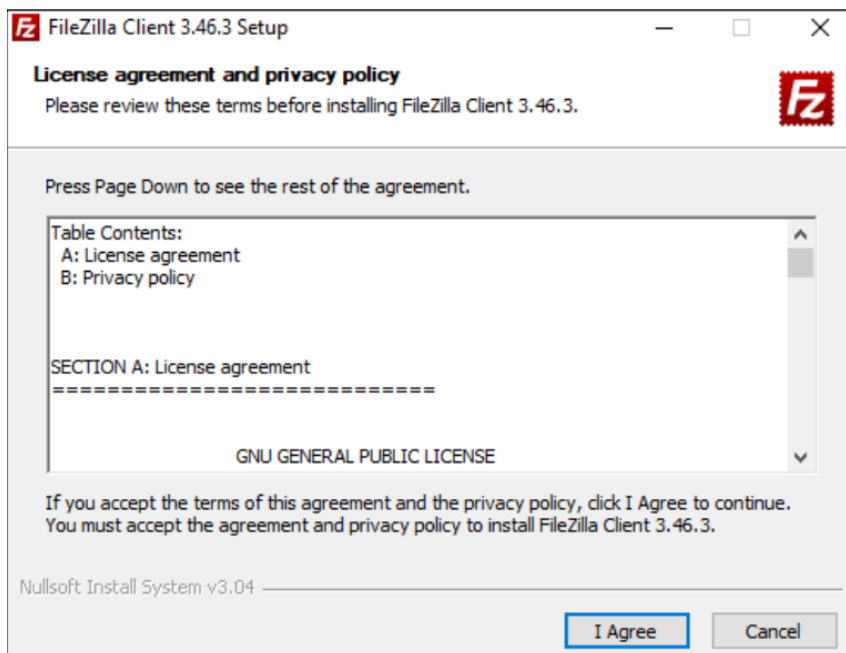 FileZilla Client 3.46.3 Setup
License agreement and privacy policy
Please review these terms before installing FileZilla Client 3.46.3.
Fz
Press Page Down to see the rest of the agreement.
Table Contents:
A: License agreement
B: Privacy policy
SECTION A: License agreement
============================
GNU GENERAL PUBLIC LICENSE
If you accept the terms of this agreement and the privacy policy, click I Agree to continue.
You must accept the agreement and privacy policy to install FileZilla Client 3.46.3.
Nullsoft Install System v3.04
I Agree
Cancel